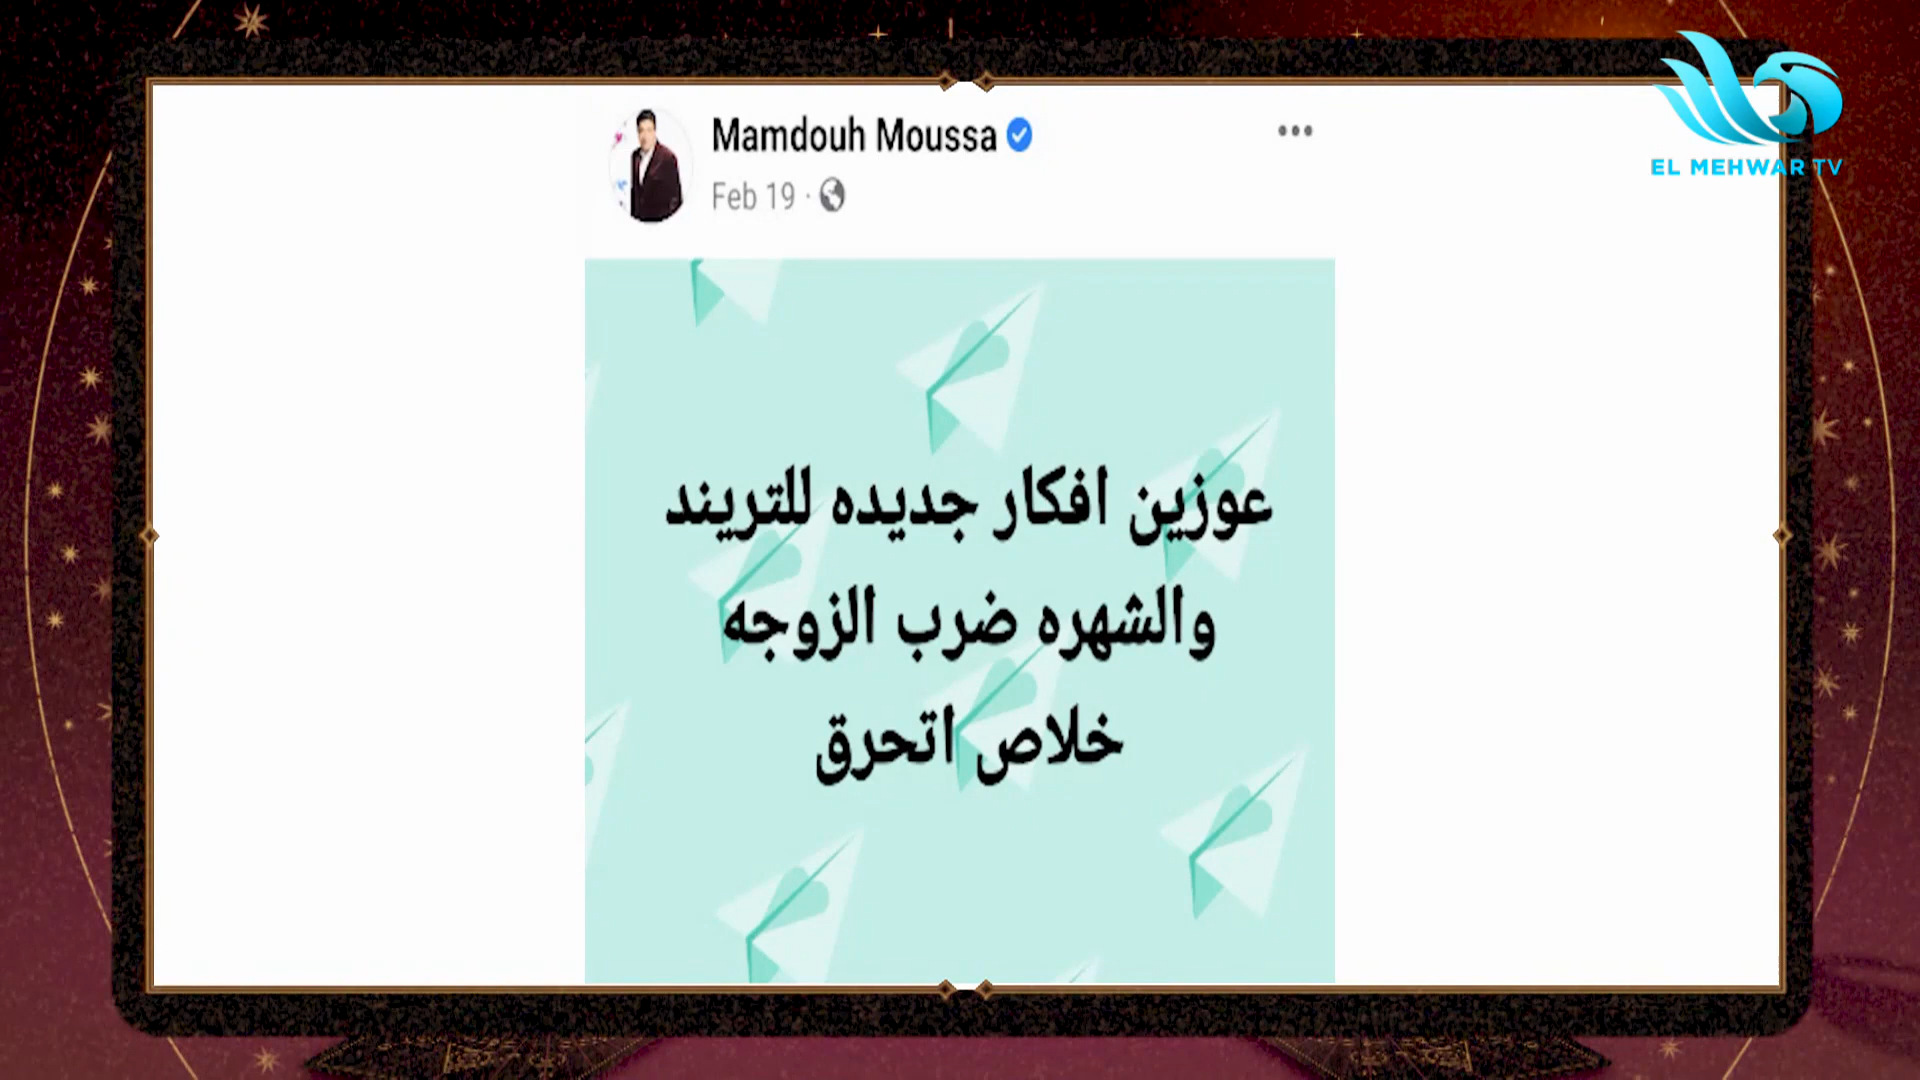 EL MEHWAR TV
Mamdouh Moussa
Feb 19 ·
عوزين افكار جديده للتريند
والشهره ضرب الزوجه
خلاص اتحرق